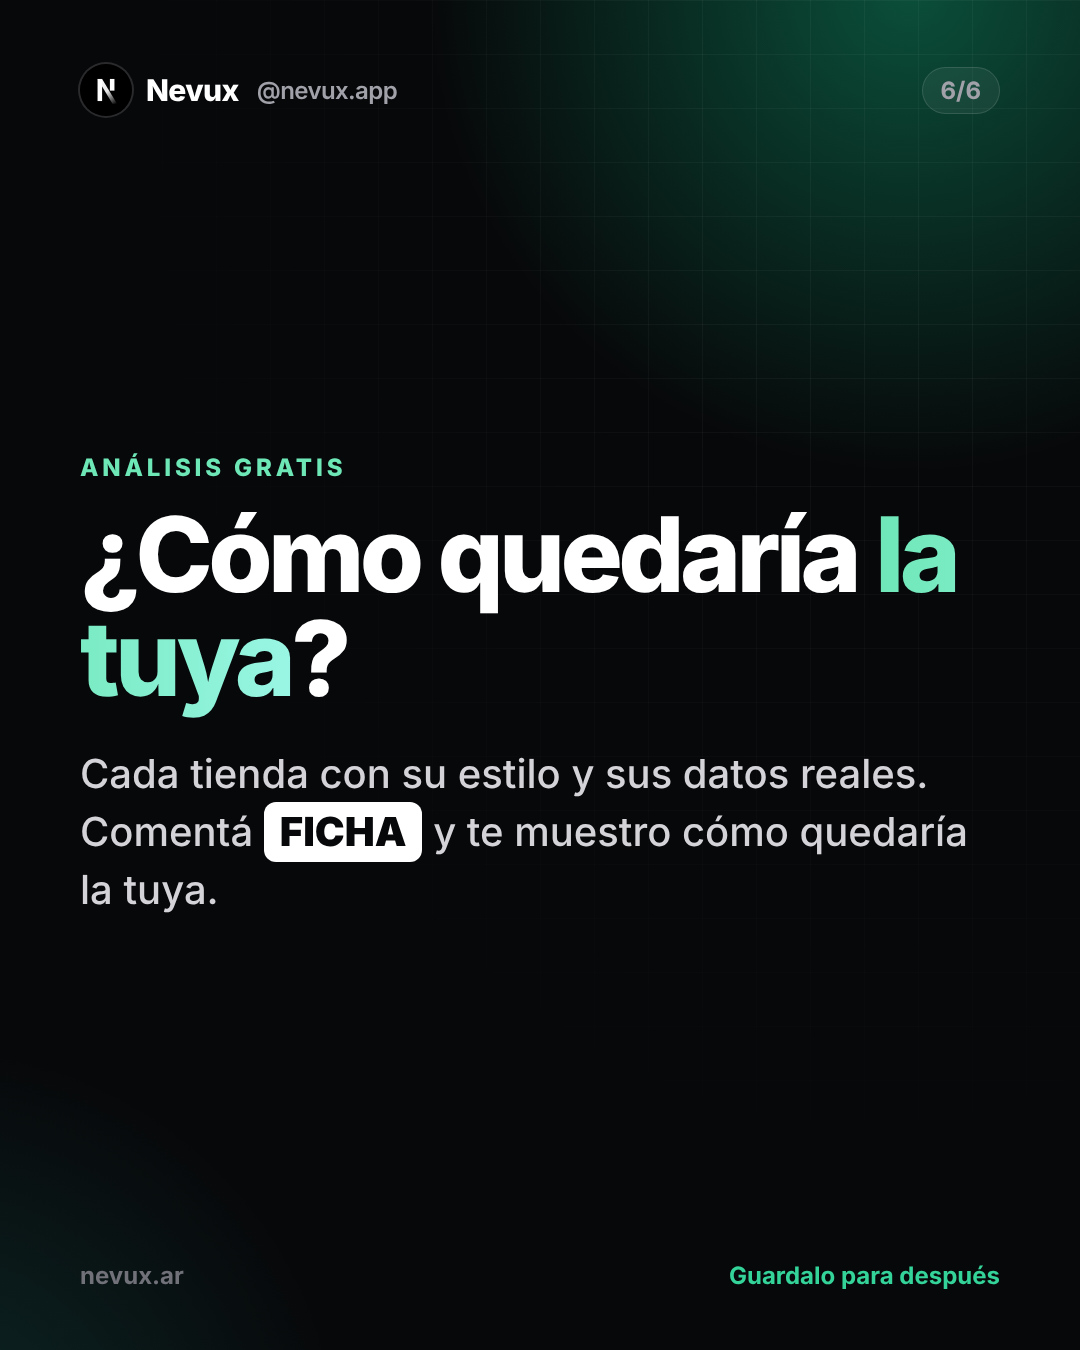 N Nevux @nevux.app 6/6
ANÁLISIS GRATIS
¿Cómo quedaría la
tuya?
Cada tienda con su estilo y sus datos reales.
Comentá FICHA y te muestro cómo quedaría
la tuya.
nevux.ar Guardalo para después